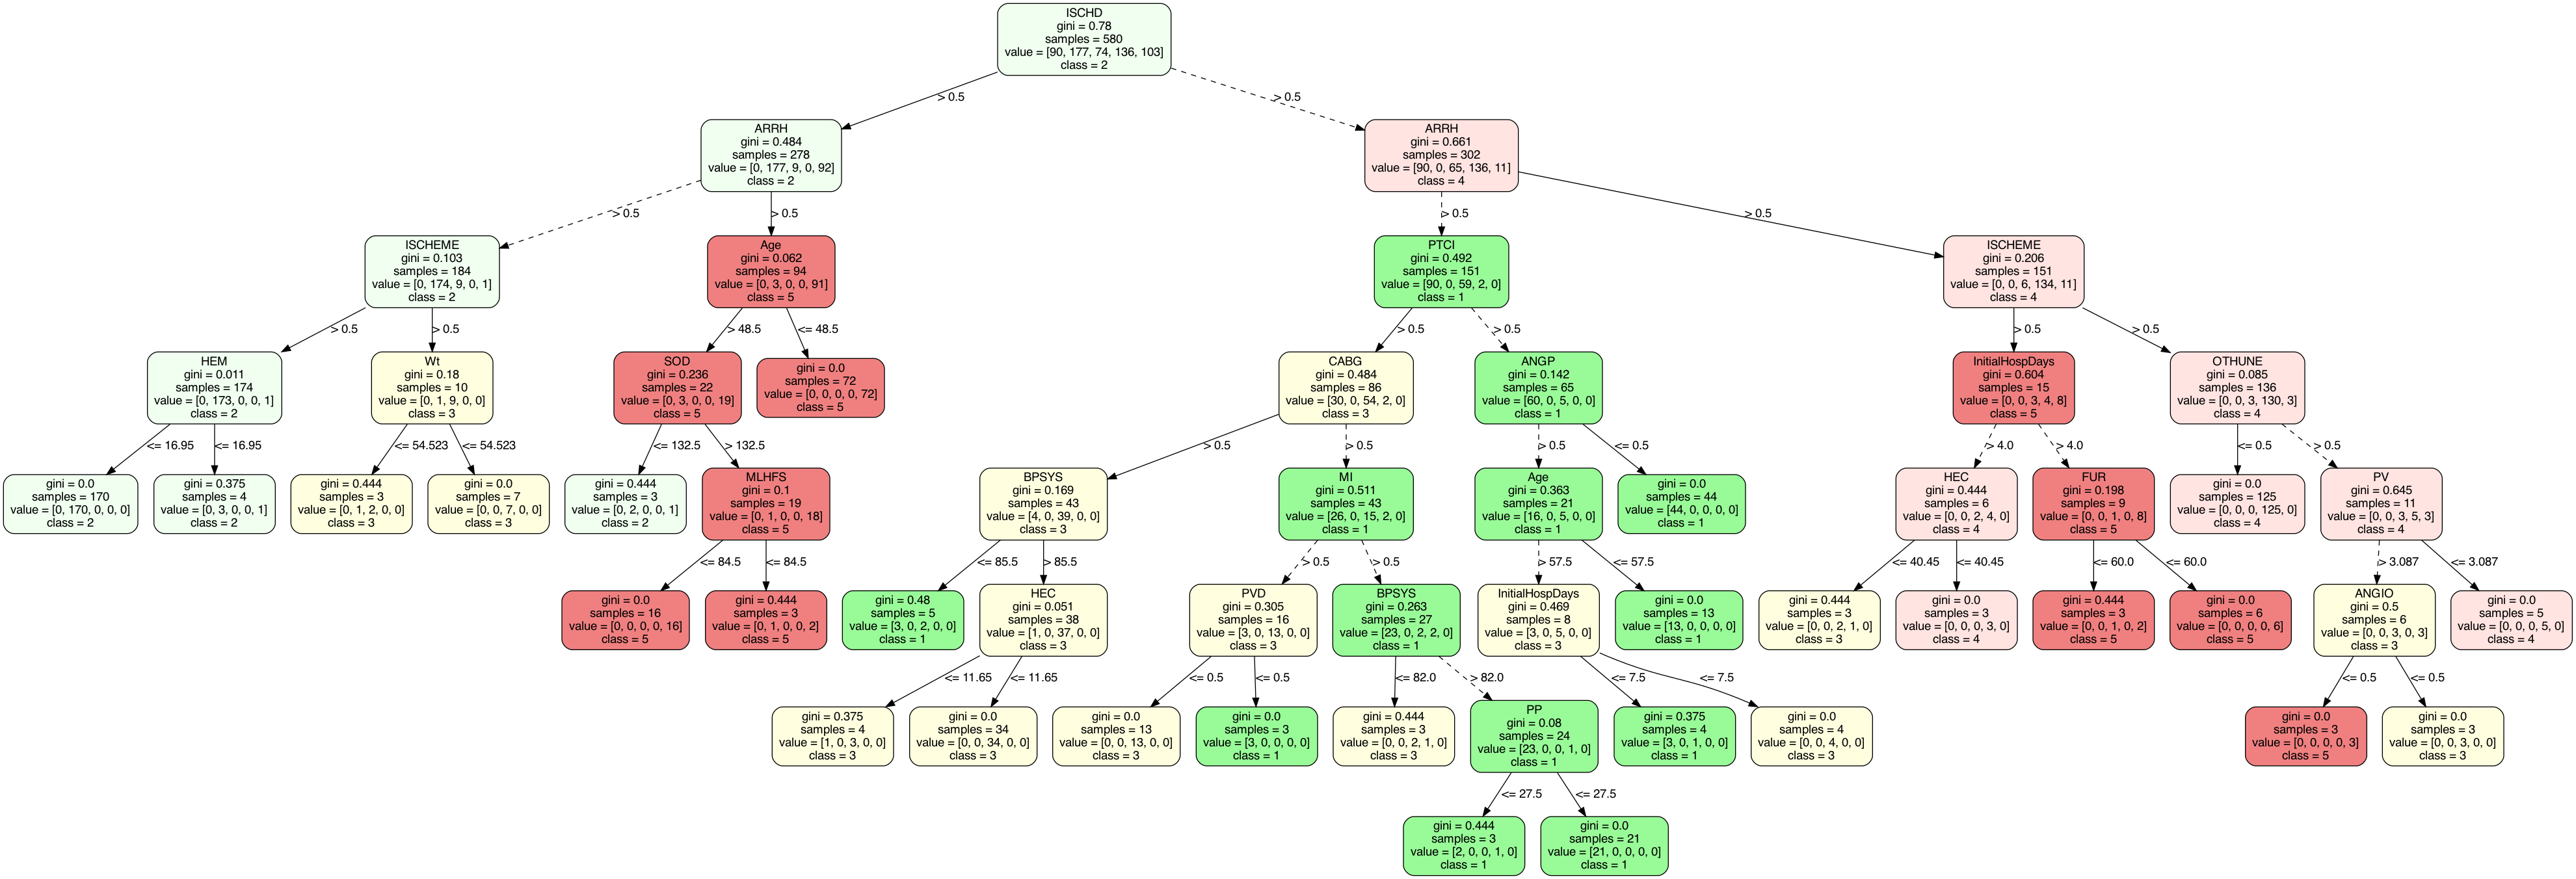 ISCHD
gini = 0.78
samples = 580
value = [90, 177, 74, 136, 103]
class = 2
> 0.5
> 0.5
ARRH
gini = 0.484
samples = 278
value = [0, 177, 9, 0, 92]
class = 2
ARRH
gini = 0.661
samples = 302
value = [90, 0, 65, 136, 11]
class = 4
> 0.5
> 0.5
> 0.5
> 0.5
ISCHEME
gini = 0.103
samples = 184
value = [0, 174, 9, 0, 1]
class = 2
Age
gini = 0.062
samples = 94
value = [0, 3, 0, 0, 91]
class = 5
PTCI
gini = 0.492
samples = 151
value = [90, 0, 59, 2, 0]
class = 1
ISCHEME
gini = 0.206
samples = 151
value = [0, 0, 6, 134, 11]
class = 4
> 0.5
> 0.5
> 48.5
<= 48.5
> 0.5
> 0.5
> 0.5
> 0.5
HEM
gini = 0.011
samples = 174
value = [0, 173, 0, 0, 1]
class = 2
Wt
gini = 0.18
samples = 10
value = [0, 1, 9, 0, 0]
class = 3
SOD
gini = 0.236
samples = 22
value = [0, 3, 0, 0, 19]
class = 5
gini = 0.0
samples = 72
value = [0, 0, 0, 0, 72]
class = 5
CABG
gini = 0.484
samples = 86
value = [30, 0, 54, 2, 0]
class = 3
ANGP
gini = 0.142
samples = 65
value = [60, 0, 5, 0, 0]
class = 1
InitialHospDays
gini = 0.604
samples = 15
value = [0, 0, 3, 4, 8]
class = 5
OTHUNE
gini = 0.085
samples = 136
value = [0, 0, 3, 130, 3]
class = 4
<= 16.95
<= 16.95
<= 54.523
<= 54.523
<= 132.5
> 132.5
> 0.5
> 0.5
> 0.5
<= 0.5
> 4.0
> 4.0
<= 0.5
> 0.5
gini = 0.0
samples = 170
value = [0, 170, 0, 0, 0]
class = 2
gini = 0.375
samples = 4
value = [0, 3, 0, 0, 1]
class = 2
gini = 0.444
samples = 3
value = [0, 1, 2, 0, 0]
class = 3
gini = 0.0
samples = 7
value = [0, 0, 7, 0, 0]
class = 3
gini = 0.444
samples = 3
value = [0, 2, 0, 0, 1]
class = 2
MLHFS
gini = 0.1
samples = 19
value = [0, 1, 0, 0, 18]
class = 5
BPSYS
gini = 0.169
samples = 43
value = [4, 0, 39, 0, 0]
class = 3
MI
gini = 0.511
samples = 43
value = [26, 0, 15, 2, 0]
class = 1
Age
gini = 0.363
samples = 21
value = [16, 0, 5, 0, 0]
class = 1
gini = 0.0
samples = 44
value = [44, 0, 0, 0, 0]
class = 1
HEC
gini = 0.444
samples = 6
value = [0, 0, 2, 4, 0]
class = 4
FUR
gini = 0.198
samples = 9
value = [0, 0, 1, 0, 8]
class = 5
gini = 0.0
samples = 125
value = [0, 0, 0, 125, 0]
class = 4
PV
gini = 0.645
samples = 11
value = [0, 0, 3, 5, 3]
class = 4
<= 84.5
<= 84.5
<= 85.5
> 85.5
> 0.5
> 0.5
> 57.5
<= 57.5
<= 40.45
<= 40.45
<= 60.0
<= 60.0
> 3.087
<= 3.087
gini = 0.0
samples = 16
value = [0, 0, 0, 0, 16]
class = 5
gini = 0.444
samples = 3
value = [0, 1, 0, 0, 2]
class = 5
gini = 0.48
samples = 5
value = [3, 0, 2, 0, 0]
class = 1
HEC
gini = 0.051
samples = 38
value = [1, 0, 37, 0, 0]
class = 3
PVD
gini = 0.305
samples = 16
value = [3, 0, 13, 0, 0]
class = 3
BPSYS
gini = 0.263
samples = 27
value = [23, 0, 2, 2, 0]
class = 1
InitialHospDays
gini = 0.469
samples = 8
value = [3, 0, 5, 0, 0]
class = 3
gini = 0.0
samples = 13
value = [13, 0, 0, 0, 0]
class = 1
gini = 0.444
samples = 3
value = [0, 0, 2, 1, 0]
class = 3
gini = 0.0
samples = 3
value = [0, 0, 0, 3, 0]
class = 4
gini = 0.444
samples = 3
value = [0, 0, 1, 0, 2]
class = 5
gini = 0.0
samples = 6
value = [0, 0, 0, 0, 6]
class = 5
ANGIO
gini = 0.5
samples = 6
value = [0, 0, 3, 0, 3]
class = 3
gini = 0.0
samples = 5
value = [0, 0, 0, 5, 0]
class = 4
<= 11.65
<= 11.65
<= 0.5
<= 0.5
<= 82.0
> 82.0
<= 7.5
<= 7.5
<= 0.5
<= 0.5
gini = 0.375
samples = 4
value = [1, 0, 3, 0, 0]
class = 3
gini = 0.0
samples = 34
value = [0, 0, 34, 0, 0]
class = 3
gini = 0.0
samples = 13
value = [0, 0, 13, 0, 0]
class = 3
gini = 0.0
samples = 3
value = [3, 0, 0, 0, 0]
class = 1
gini = 0.444
samples = 3
value = [0, 0, 2, 1, 0]
class = 3
PP
gini = 0.08
samples = 24
value = [23, 0, 0, 1, 0]
class = 1
gini = 0.375
samples = 4
value = [3, 0, 1, 0, 0]
class = 1
gini = 0.0
samples = 4
value = [0, 0, 4, 0, 0]
class = 3
gini = 0.0
samples = 3
value = [0, 0, 0, 0, 3]
class = 5
gini = 0.0
samples = 3
value = [0, 0, 3, 0, 0]
class = 3
<= 27.5
<= 27.5
gini = 0.444
samples = 3
value = [2, 0, 0, 1, 0]
class = 1
gini = 0.0
samples = 21
value = [21, 0, 0, 0, 0]
class = 1